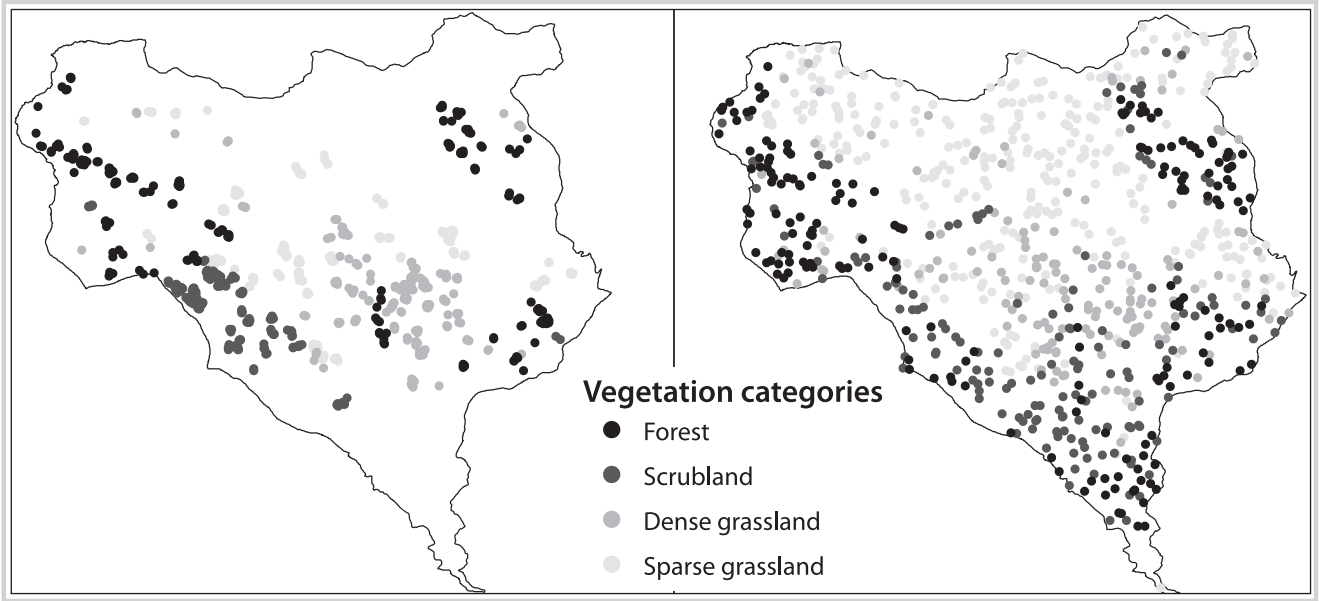 Vegetation categories
Forest
Scrubland
Dense grassland
Sparse grassland